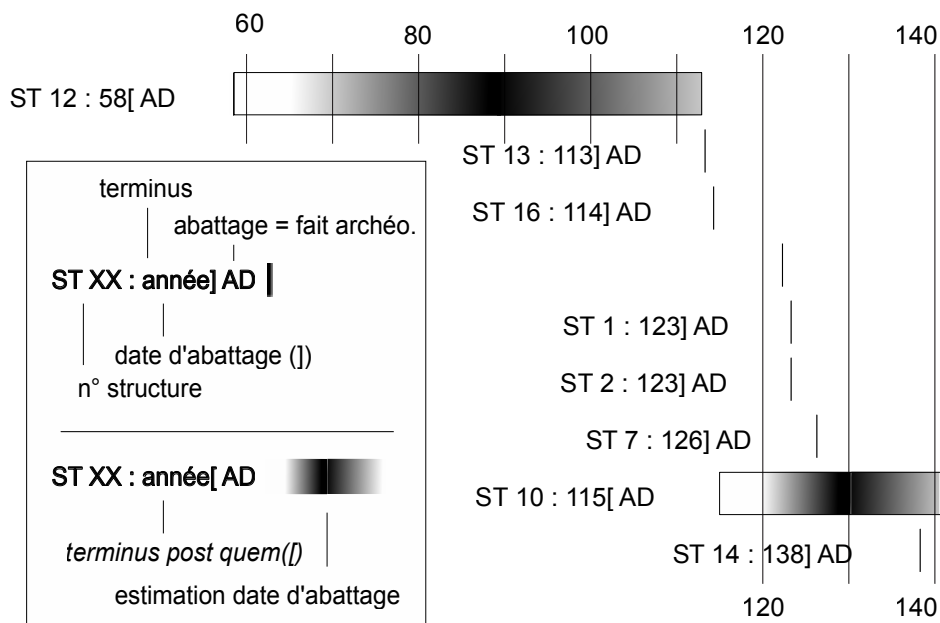 60 80 100 120 140
ST 12 : 58[ AD
ST 13 : 113] AD
ST 16 : 114] AD
ST 1 : 123] AD
ST 2 : 123] AD
ST 7 : 126] AD
ST 10 : 115[ AD
ST 14 : 138] AD
120 140
terminus
abattage = fait archéo.
ST XX : année] AD
date d'abattage (])
n° structure
ST XX : année[ AD
terminus post quem([)
estimation date d'abattage